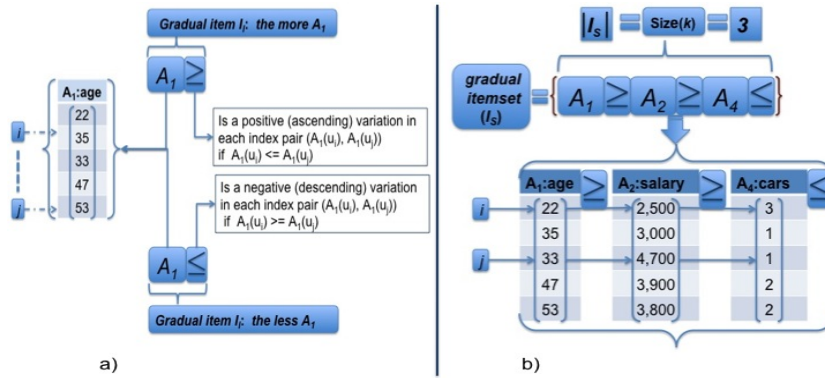 Gradual item Iᵢ: the more A₁
A₁ ≥
A₁:age
22
35
33
47
53
i
j
Is a positive (ascending) variation in
each index pair (A₁(uᵢ), A₁(uⱼ))
if A₁(uᵢ) <= A₁(uⱼ)
Is a negative (descending) variation
in each index pair (A₁(uᵢ), A₁(uⱼ))
if A₁(uᵢ) >= A₁(uⱼ)
A₁ ≤
Gradual item Iᵢ: the less A₁
a)
|Iₛ| = Size(k) = 3
gradual
itemset
(Iₛ)
= { A₁ ≥ A₂ ≥ A₄ ≤ }
A₁:age ≥ A₂:salary ≥ A₄:cars ≤
i 22 2,500 3
35 3,000 1
j 33 4,700 1
47 3,900 2
53 3,800 2
b)